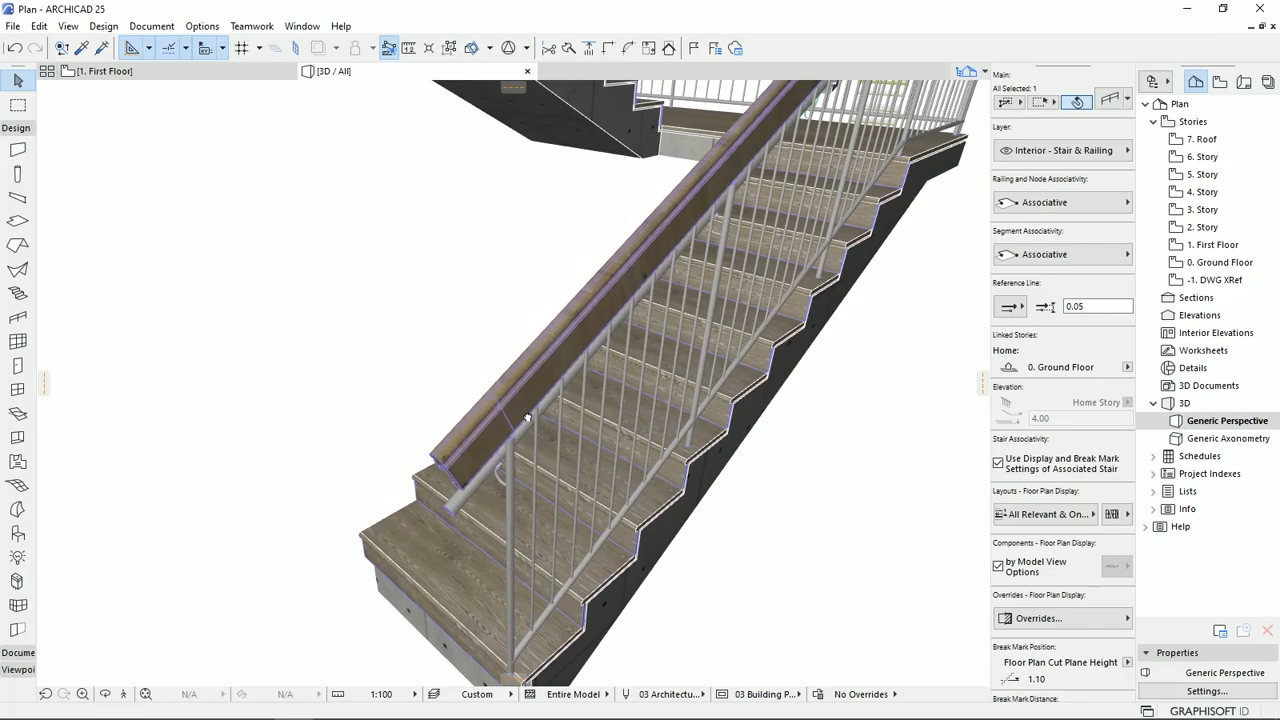 Plan - ARCHICAD 25
File Edit View Design Document Options Teamwork Window Help
[1. First Floor]
[3D / All]
Design
Docume
Viewpoi
Main:
All Selected: 1
Layer:
Interior - Stair & Railing
Railing and Node Associativity:
Associative
Segment Associativity:
Associative
Reference Line:
0.05
Linked Stories:
Home:
0. Ground Floor
Elevation:
Home Story
4.00
Stair Associativity:
Use Display and Break Mark
Settings of Associated Stair
Layouts - Floor Plan Display:
All Relevant & On...
Components - Floor Plan Display:
by Model View
Options
Overrides - Floor Plan Display:
Overrides...
Break Mark Position:
Floor Plan Cut Plane Height
1.10
Break Mark Distance:
Plan
Stories
7. Roof
6. Story
5. Story
4. Story
3. Story
2. Story
1. First Floor
0. Ground Floor
-1. DWG XRef
Sections
Elevations
Interior Elevations
Worksheets
Details
3D Documents
3D
Generic Perspective
Generic Axonometry
Schedules
Project Indexes
Lists
Info
Help
Properties
Generic Perspective
Settings...
N/A N/A 1:100 Custom Entire Model 03 Architectu... 03 Building P... No Overrides
GRAPHISOFT ID